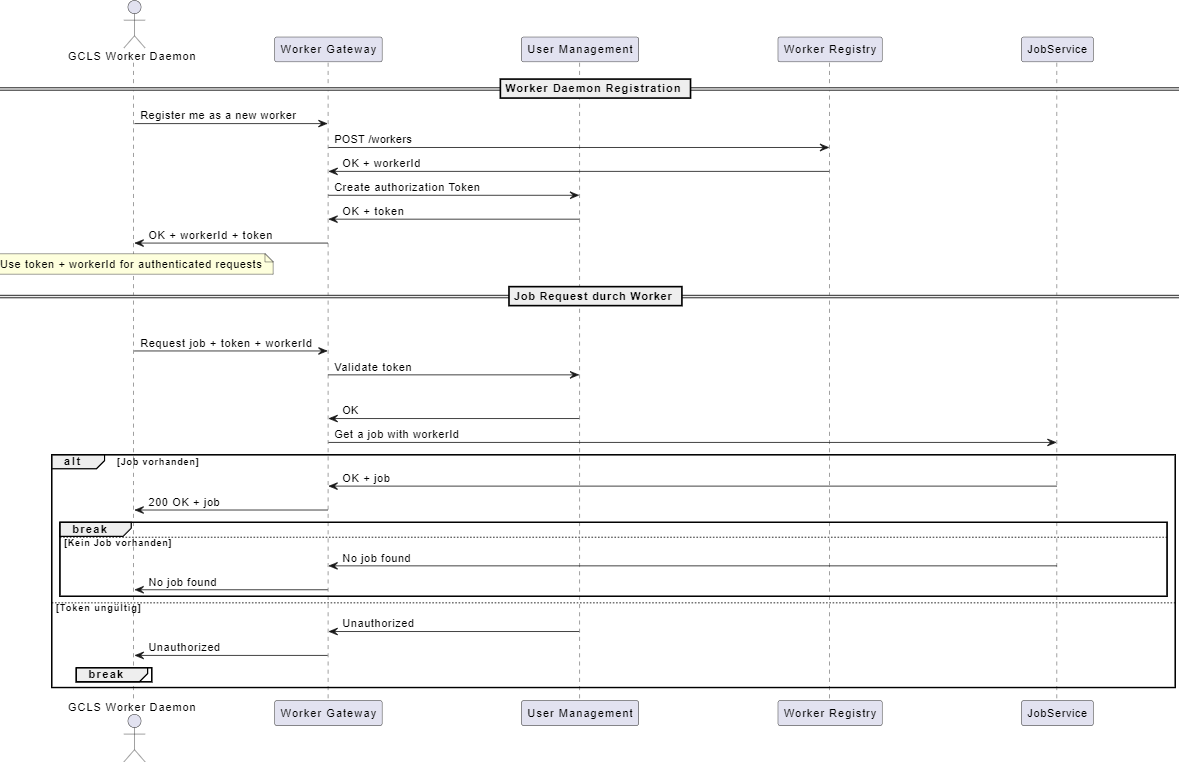 GCLS Worker Daemon
Worker Gateway
User Management
Worker Registry
JobService
Worker Daemon Registration
Register me as a new worker
POST /workers
OK + workerId
Create authorization Token
OK + token
OK + workerId + token
Use token + workerId for authenticated requests
Job Request durch Worker
Request job + token + workerId
Validate token
OK
Get a job with workerId
alt
[Job vorhanden]
OK + job
200 OK + job
break
[Kein Job vorhanden]
No job found
No job found
[Token ungültig]
Unauthorized
Unauthorized
break
GCLS Worker Daemon
Worker Gateway
User Management
Worker Registry
JobService